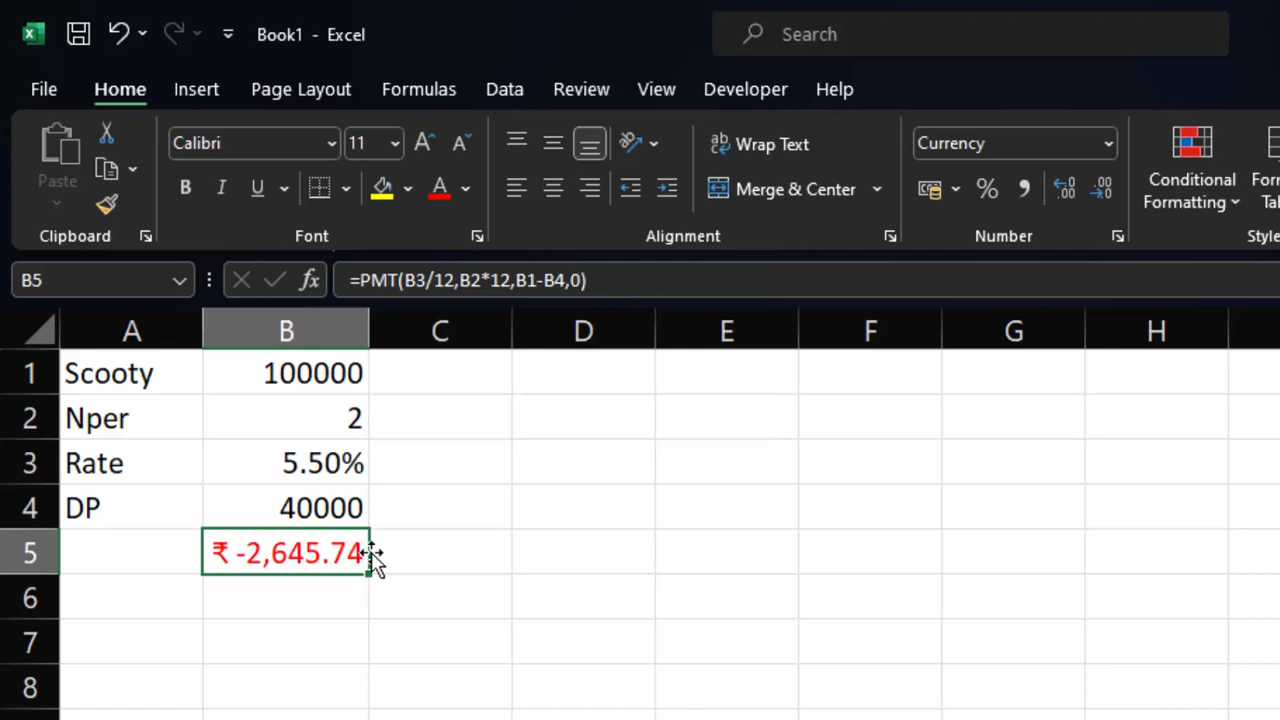 Book1 - Excel
Search
File Home Insert Page Layout Formulas Data Review View Developer Help
Paste
Clipboard
Calibri 11
B I U A
Font
ab Wrap Text
Merge & Center
Alignment
Currency
% ,
Number
Conditional
Formatting
B5 fx =PMT(B3/12,B2*12,B1-B4,0)
A B C D E F G H
1 Scooty 100000
2 Nper 2
3 Rate 5.50%
4 DP 40000
5 ₹ -2,645.74
6
7
8